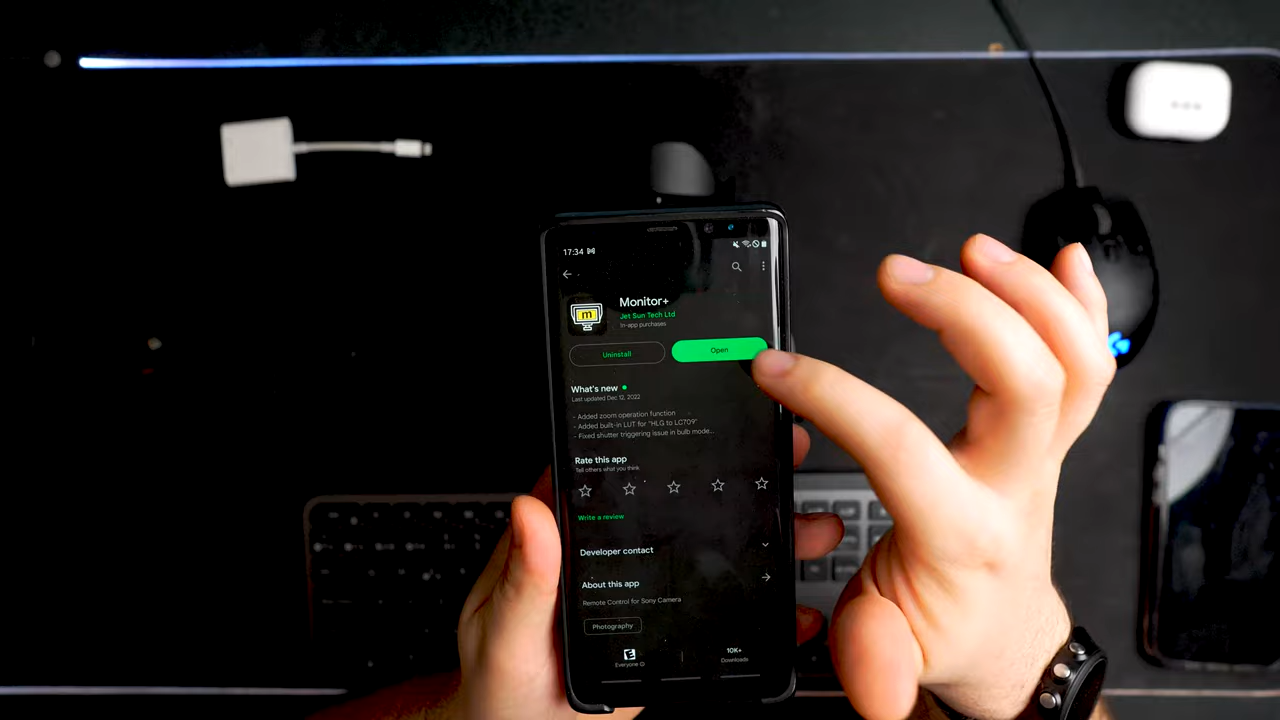 17:34
m
Monitor+
Jet Sun Tech Ltd
In-app purchases
Uninstall
Open
What's new
Last updated Dec 12, 2022
- Added zoom operation function
- Added built-in LUT for "HLG to LC709"
- Fixed shutter triggering issue in bulb mode...
Rate this app
Tell others what you think
Write a review
Developer contact
About this app
Remote Control for Sony Camera
Photography
E
10K+
Everyone
Downloads